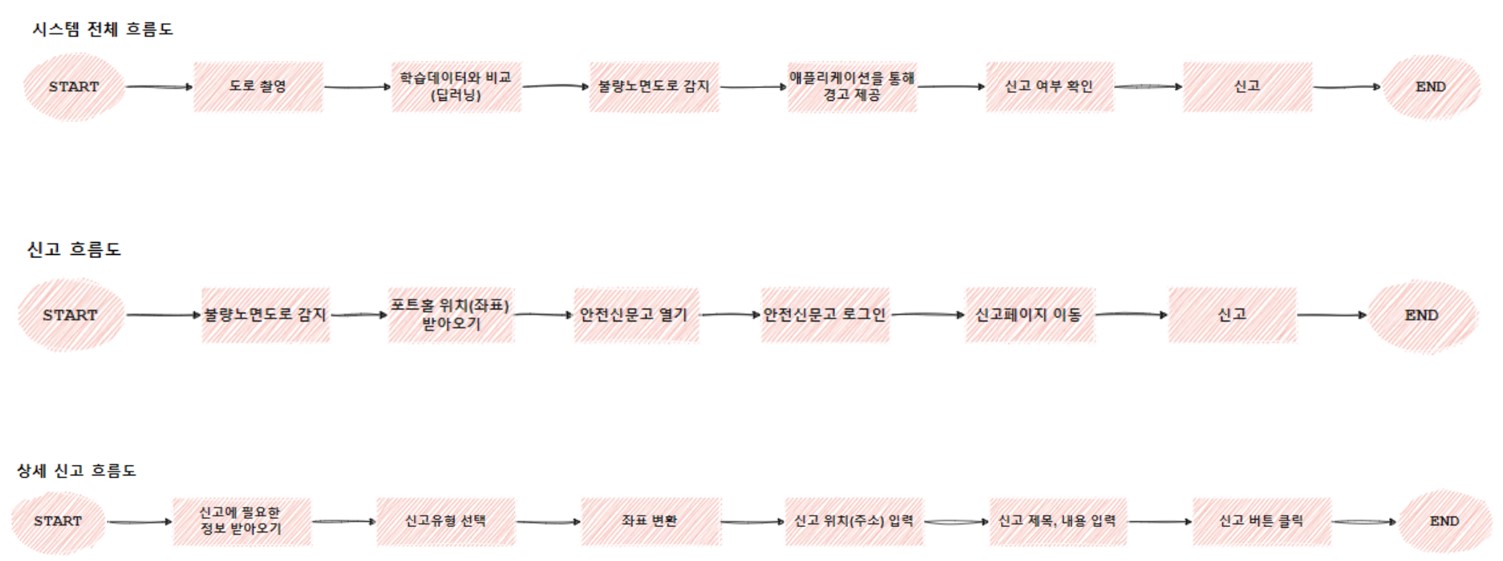 시스템 전체 흐름도
START
도로 촬영
학습데이터와 비교
(딥러닝)
불량노면도로 감지
애플리케이션을 통해
경고 제공
신고 여부 확인
신고
END
신고 흐름도
START
불량노면도로 감지
포트홀 위치(좌표)
받아오기
안전신문고 열기
안전신문고 로그인
신고페이지 이동
신고
END
상세 신고 흐름도
START
신고에 필요한
정보 받아오기
신고유형 선택
좌표 변환
신고 위치(주소) 입력
신고 제목, 내용 입력
신고 버튼 클릭
END